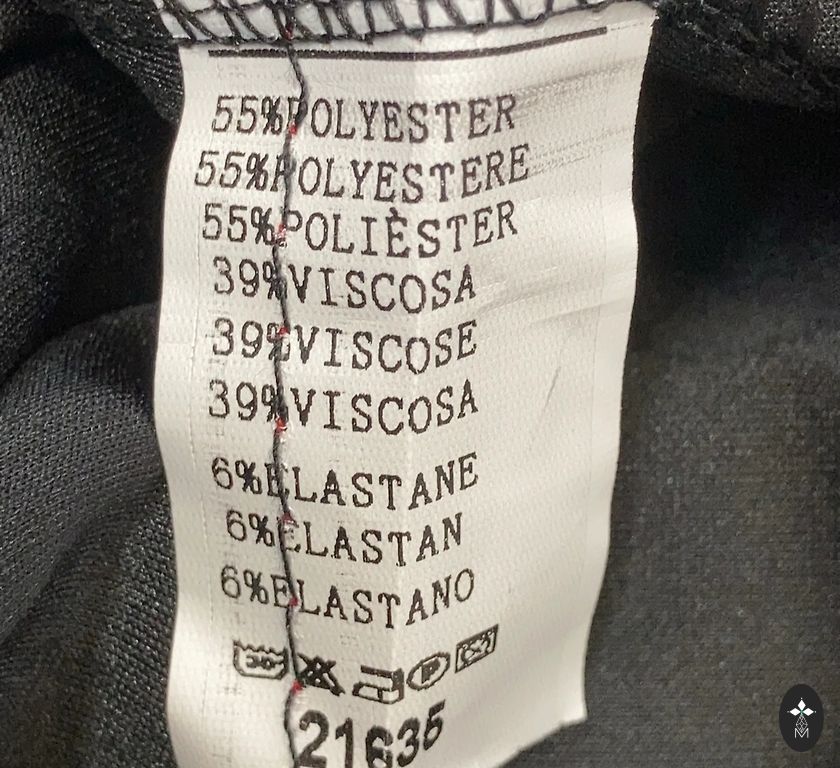 55%POLYESTER
55%POLYESTERE
55%POLIÈSTER
39%VISCOSA
39%VISCOSE
39%VISCOSA
6%ELASTANE
6%ELASTAN
6%ELASTANO
30
P
21635
M